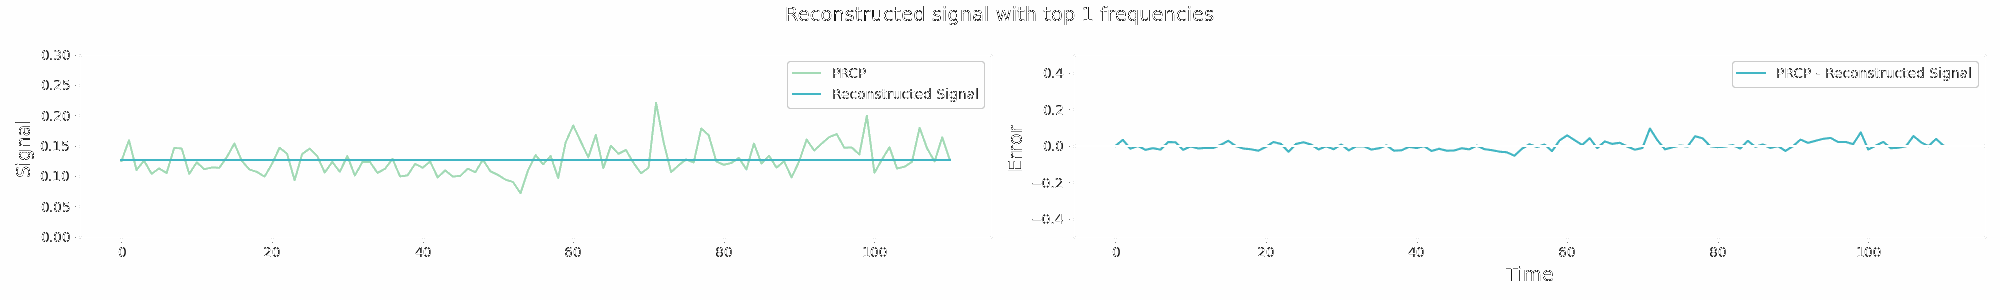 Reconstructed signal with top 1 frequencies
Signal
0.30
0.25
0.20
0.15
0.10
0.05
0.00
0 20 40 60 80 100
PRCP
Reconstructed Signal
Error
0.4
0.2
0.0
−0.2
−0.4
0 20 40 60 80 100
Time
PRCP - Reconstructed Signal